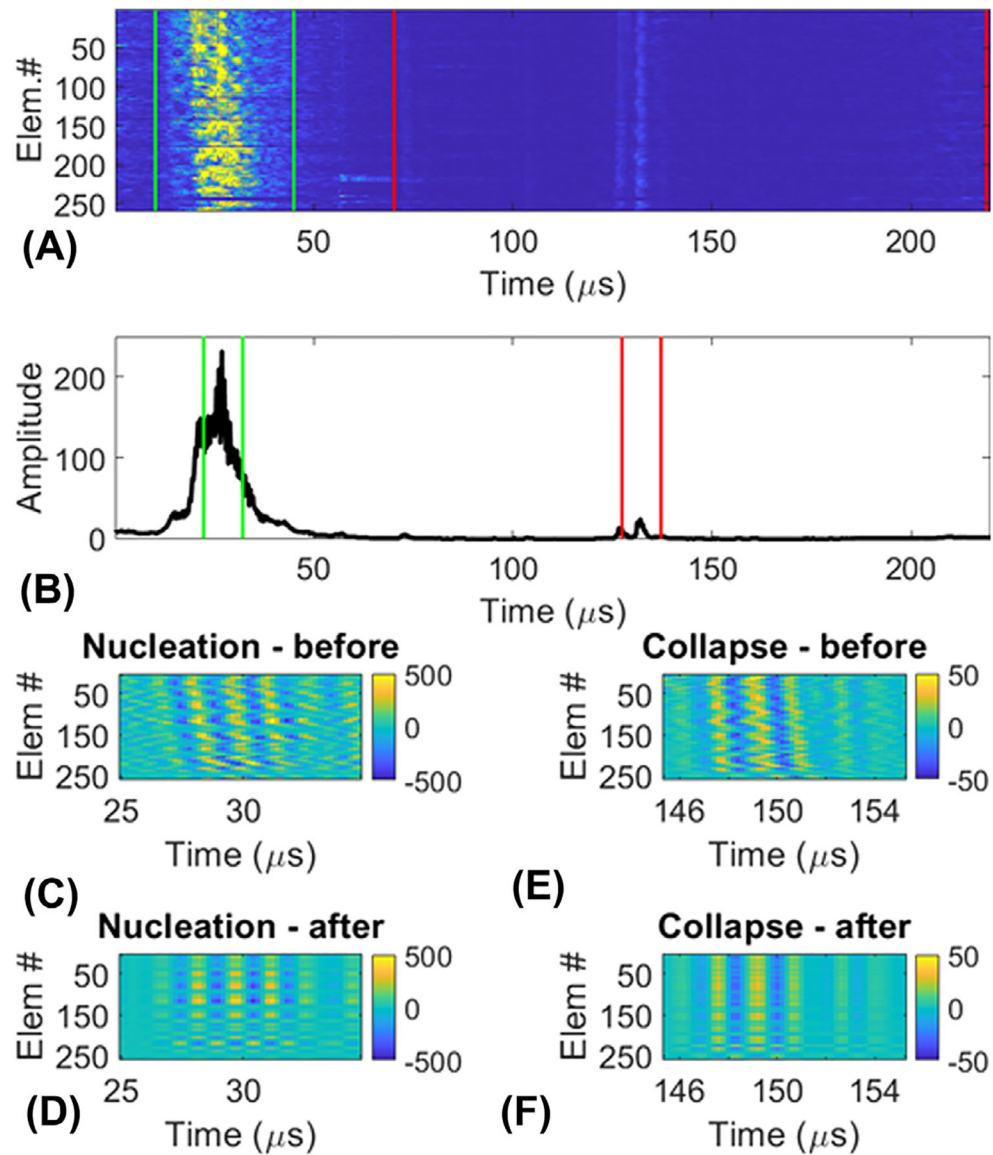 Elem.#
50
100
150
200
250
50
100
150
200
(A)
Time (μs)
Amplitude
200
100
0
50
100
150
200
(B)
Time (μs)
Nucleation - before
Elem #
50
150
250
500
0
-500
25
30
Time (μs)
(C)
Collapse - before
Elem #
50
150
250
50
0
-50
146
150
154
Time (μs)
(E)
Nucleation - after
Elem #
50
150
250
500
0
-500
25
30
Time (μs)
(D)
Collapse - after
Elem #
50
150
250
50
0
-50
146
150
154
Time (μs)
(F)